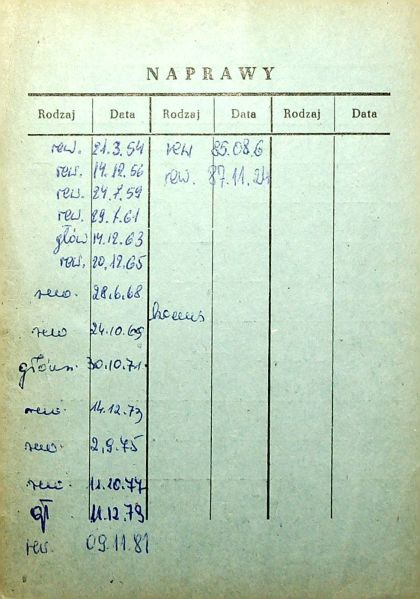 NAPRAWY
Rodzaj Data Rodzaj Data Rodzaj Data
rew. 21.3.54 rew 85.08.6
rew. 14.12.56 rew. 87.11.24
rew. 24.7.59
rew. 29.7.61
głów 14.12.63
rew. 20.12.65
rew. 28.6.68
rew 24.10.69
główn. 30.10.71.
rew. 14.12.73
rew. 2.9.75
rew. 11.10.77
gł 11.12.79
rew. 09.11.81